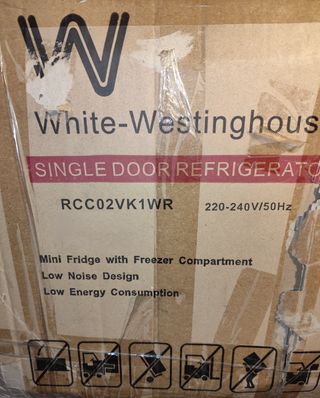 W
White-Westinghous
SINGLE DOOR REFRIGERATO
RCC02VK1WR 220-240V/50Hz
Mini Fridge with Freezer Compartment
Low Noise Design
Low Energy Consumption